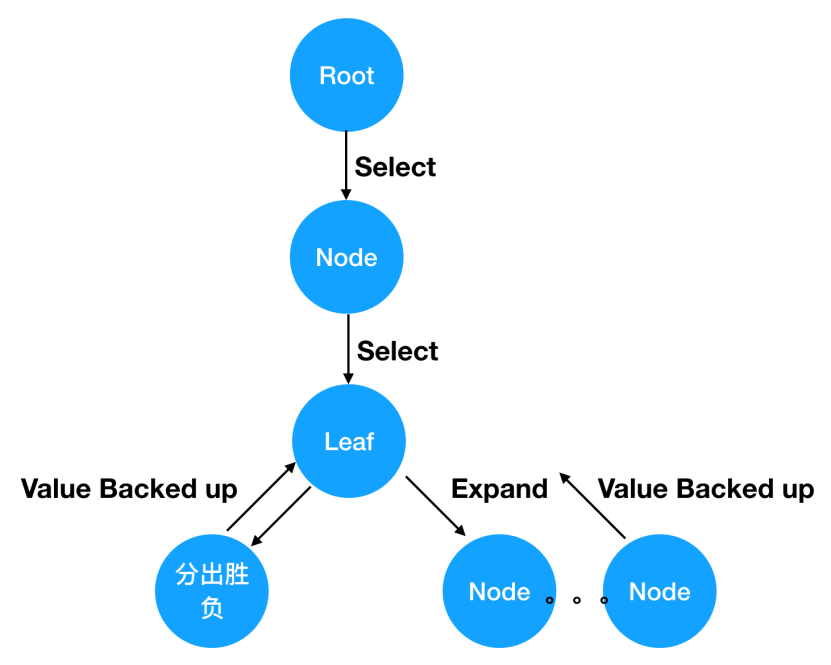 Root
Select
Node
Select
Leaf
Value Backed up
Expand
Value Backed up
分出胜
负
Node
。。。
Node